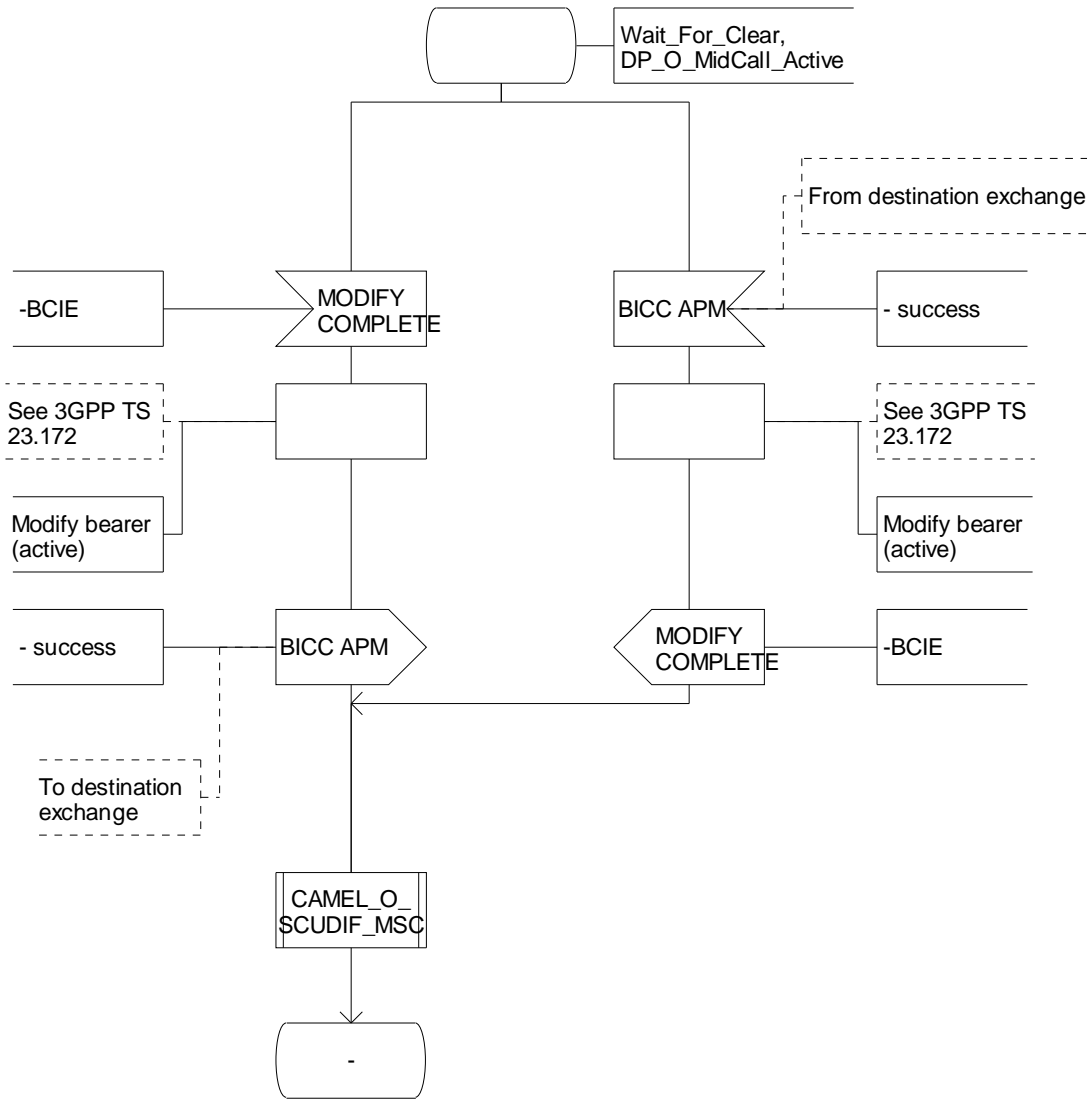 Wait_For_Clear,
DP_O_MidCall_Active
From destination exchange
-BCIE
MODIFY
COMPLETE
BICC APM
- success
See 3GPP TS
23.172
See 3GPP TS
23.172
Modify bearer
(active)
Modify bearer
(active)
- success
BICC APM
MODIFY
COMPLETE
-BCIE
To destination
exchange
CAMEL_O_
SCUDIF_MSC
-